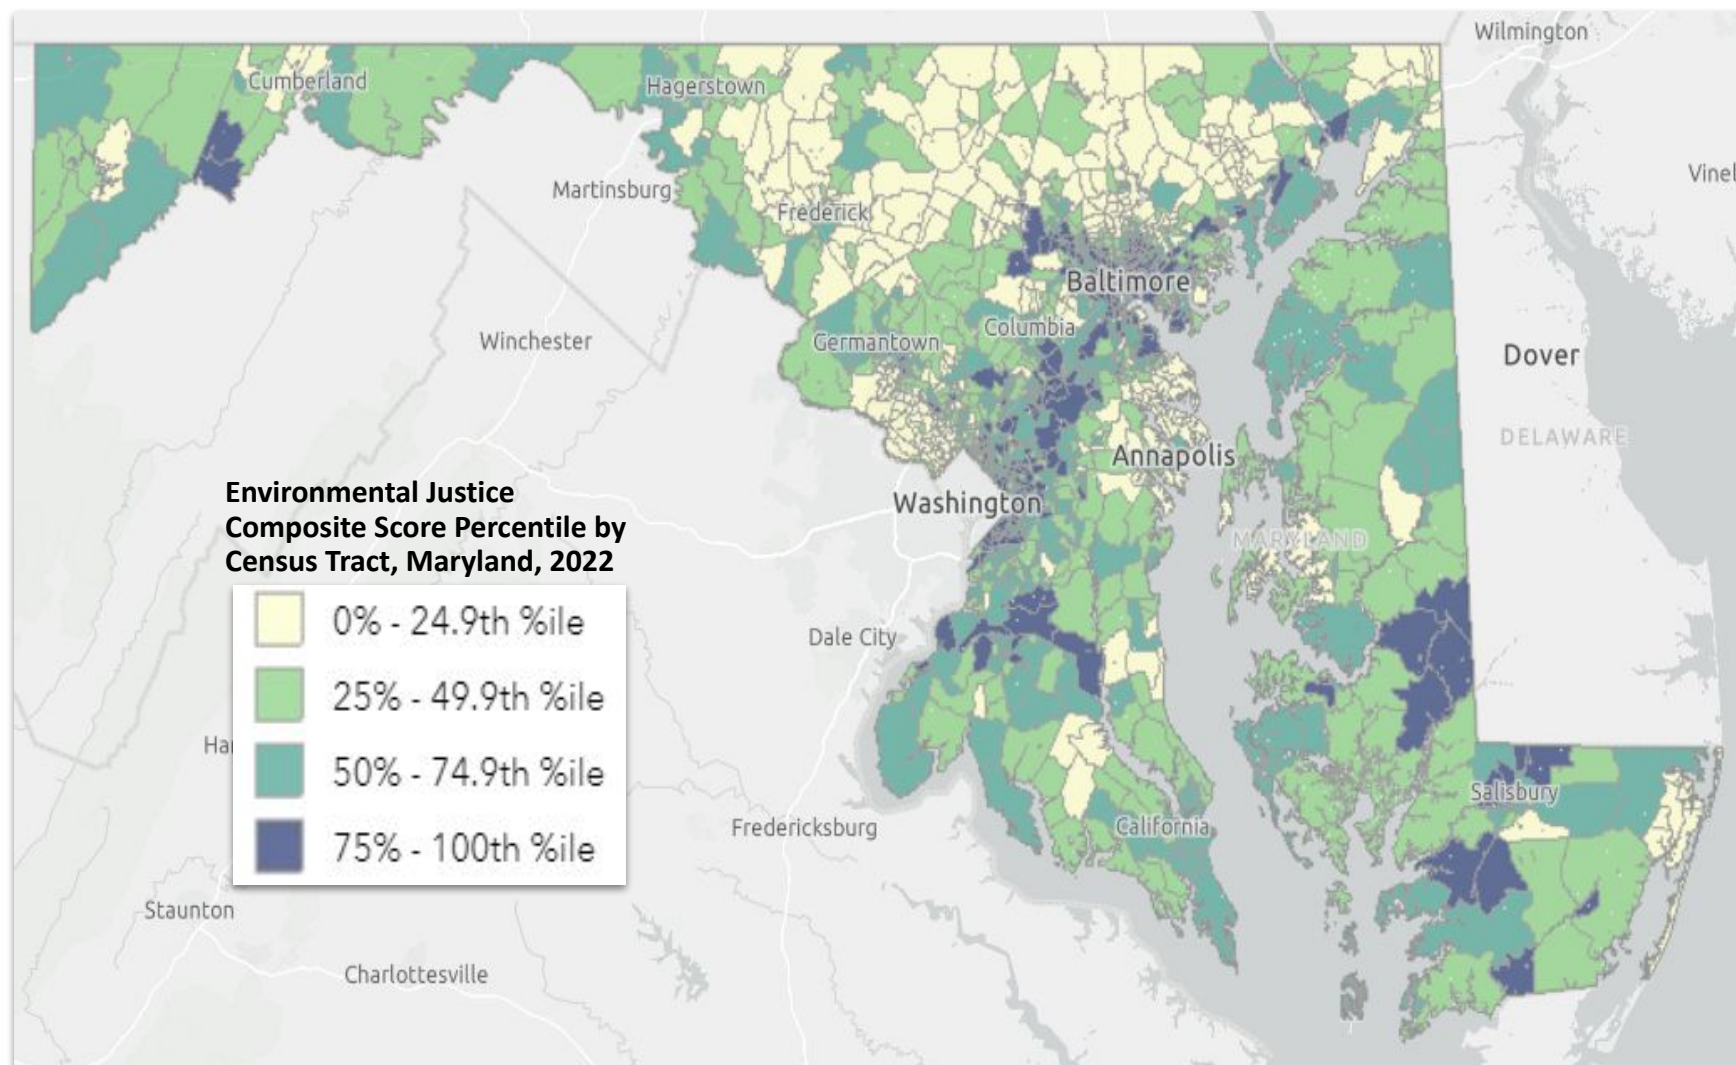 Wilmington
Cumberland
Hagerstown
Martinsburg
Frederick
Baltimore
Winchester
Germantown
Columbia
Dover
DELAWARE
Annapolis
Washington
Environmental Justice
Composite Score Percentile by
Census Tract, Maryland, 2022
MARYLAND
0% - 24.9th %ile
25% - 49.9th %ile
50% - 74.9th %ile
75% - 100th %ile
Dale City
Salisbury
Fredericksburg
California
Staunton
Charlottesville